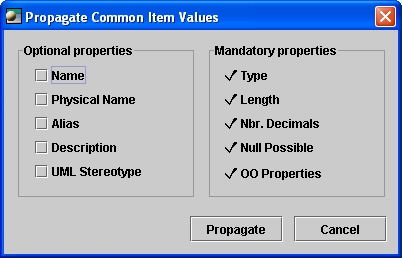 Propagate Common Item Values
Optional properties
Name
Physical Name
Alias
Description
UML Stereotype
Mandatory properties
Type
Length
Nbr. Decimals
Null Possible
OO Properties
Propagate
Cancel